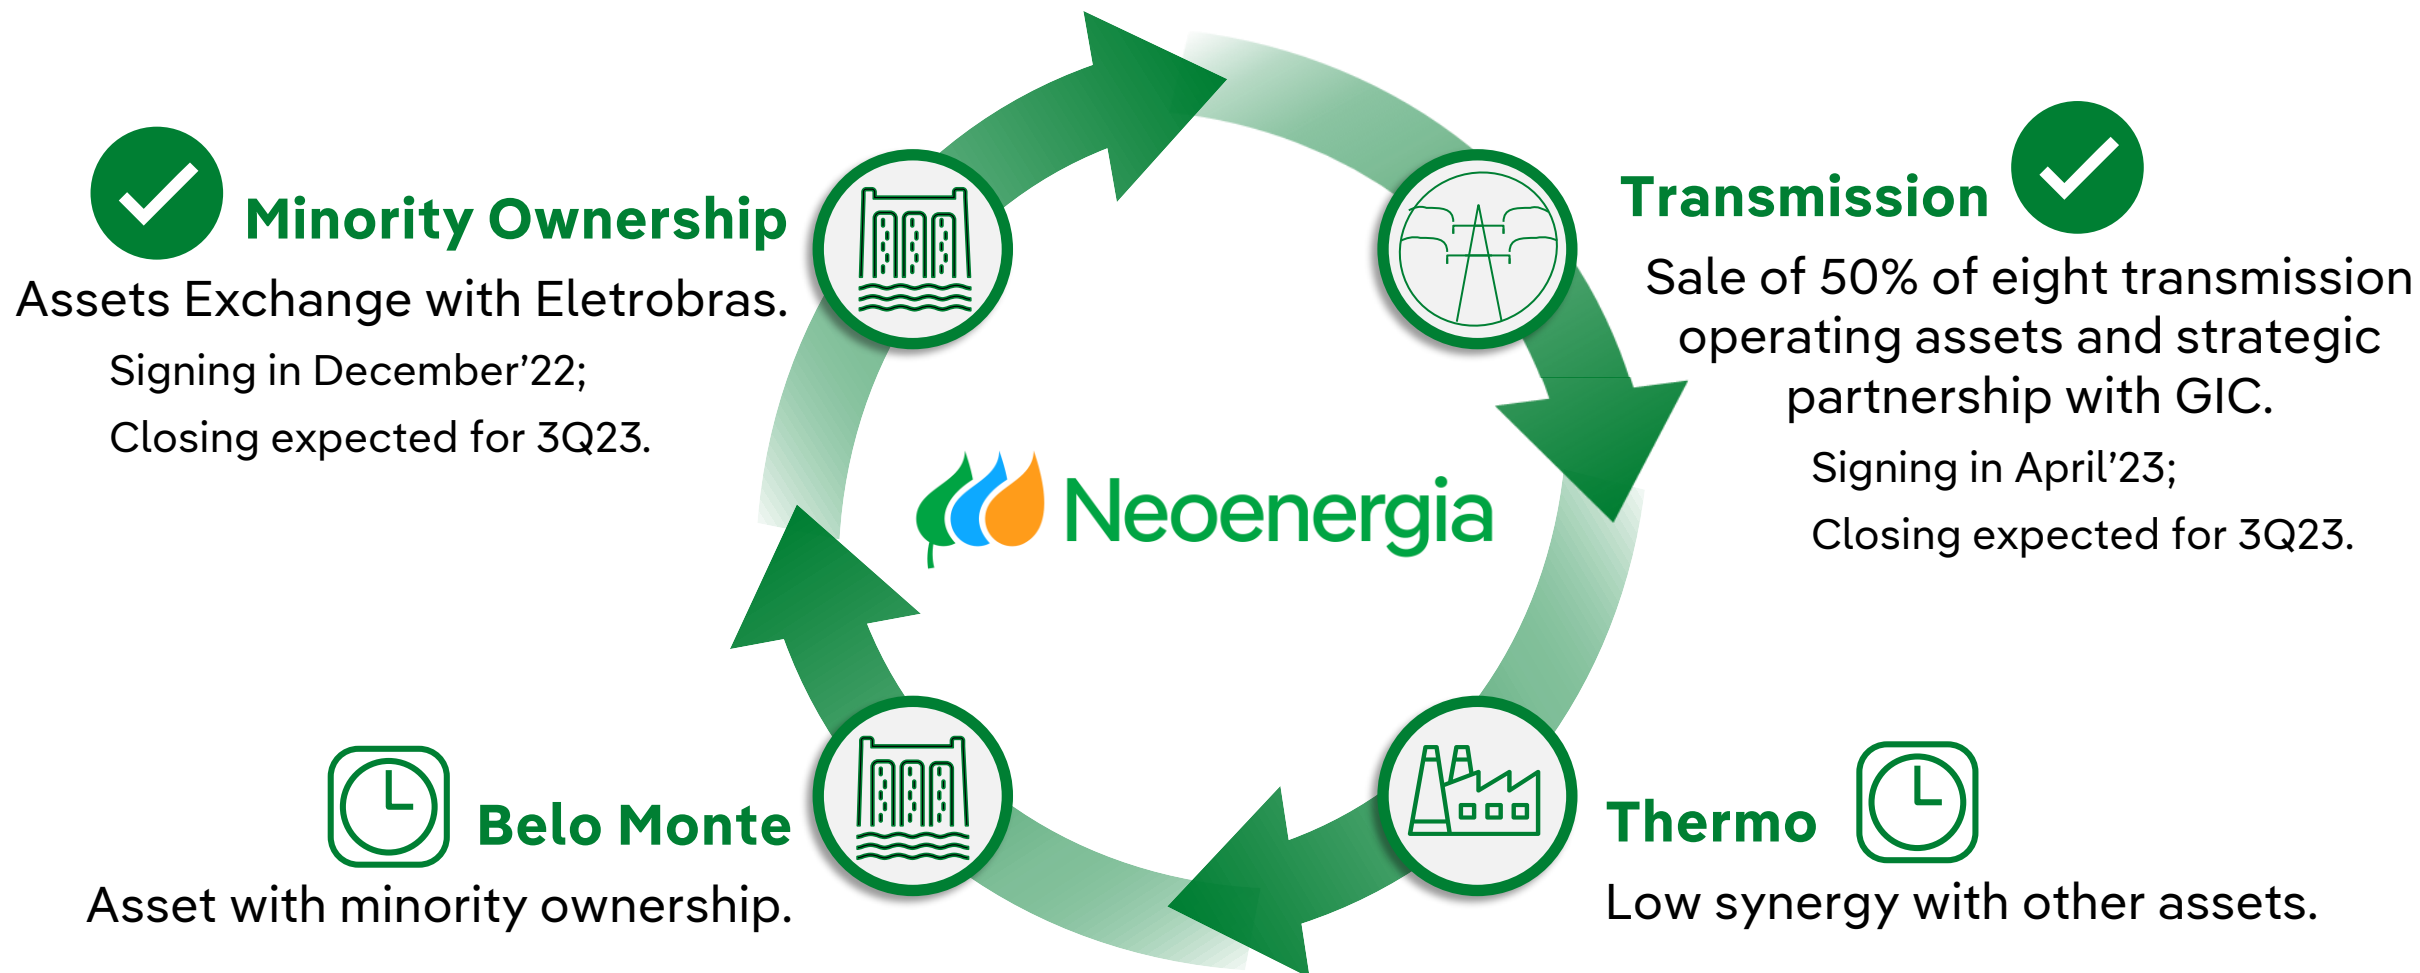 Minority Ownership
Assets Exchange with Eletrobras.
Signing in December’22;
Closing expected for 3Q23.
Transmission
Sale of 50% of eight transmission
operating assets and strategic
partnership with GIC.
Signing in April’23;
Closing expected for 3Q23.
Neoenergia
Belo Monte
Asset with minority ownership.
Thermo
Low synergy with other assets.